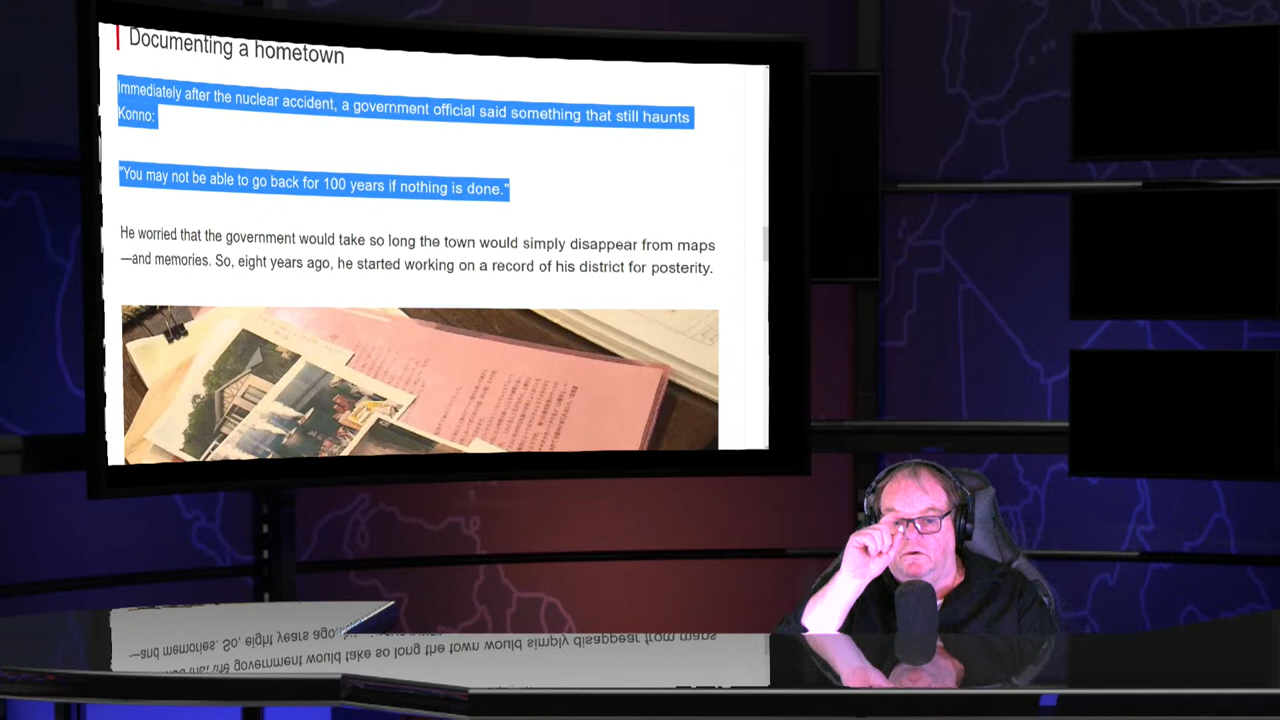 Documenting a hometown
Immediately after the nuclear accident, a government official said something that still haunts
Konno:
"You may not be able to go back for 100 years if nothing is done."
He worried that the government would take so long the town would simply disappear from maps
—and memories. So, eight years ago, he started working on a record of his district for posterity.